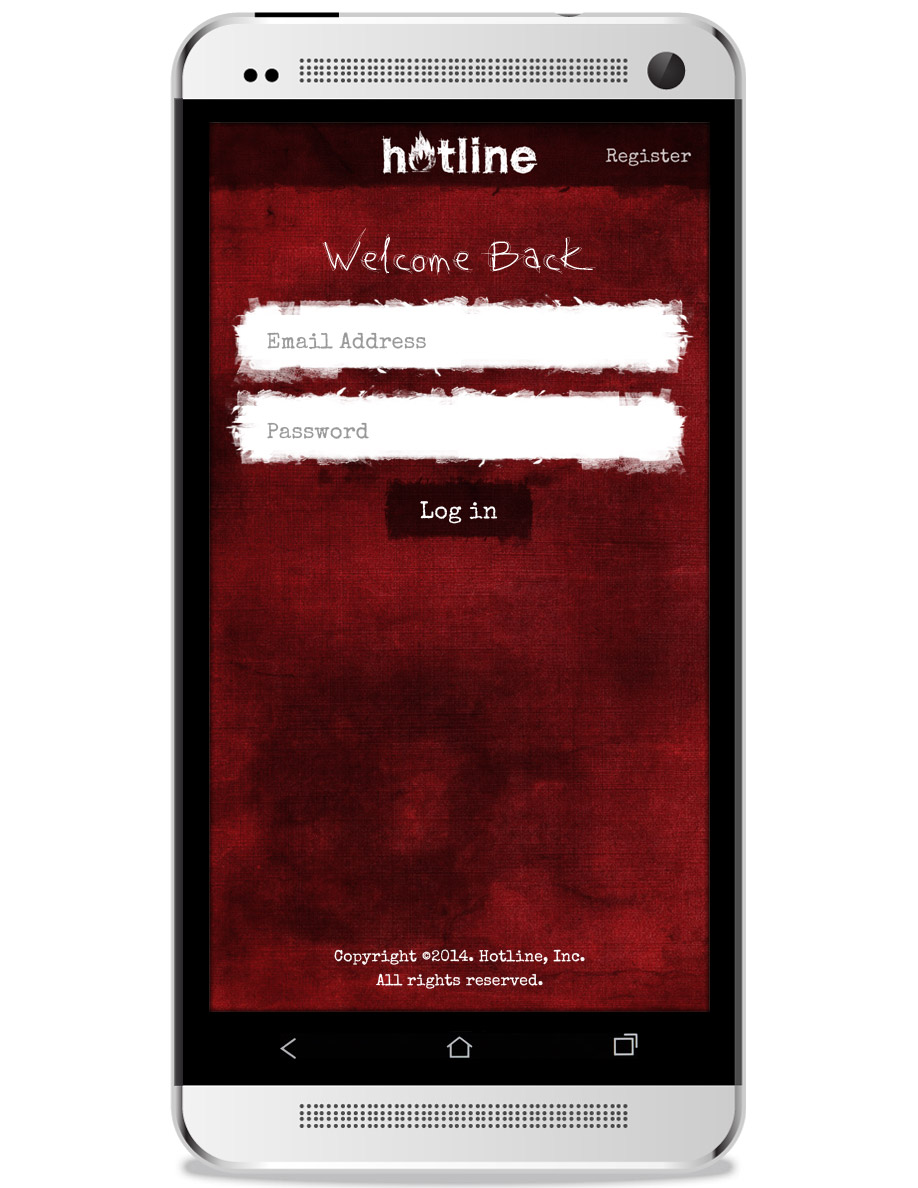 hotline
Register
Welcome Back
Email Address
Password
Log in
Copyright ©2014. Hotline, Inc.
All rights reserved.